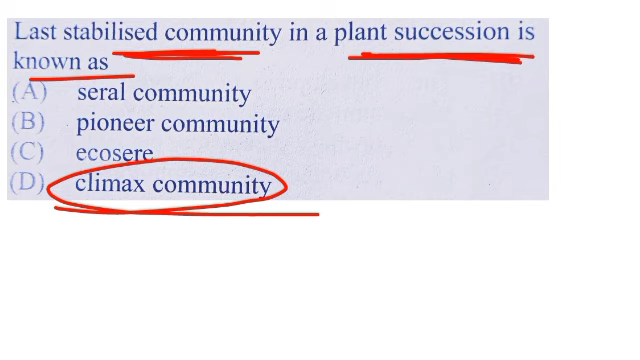 Last stabilised community in a plant succession is
known as
(A) seral community
(B) pioneer community
(C) ecosere
(D) climax community